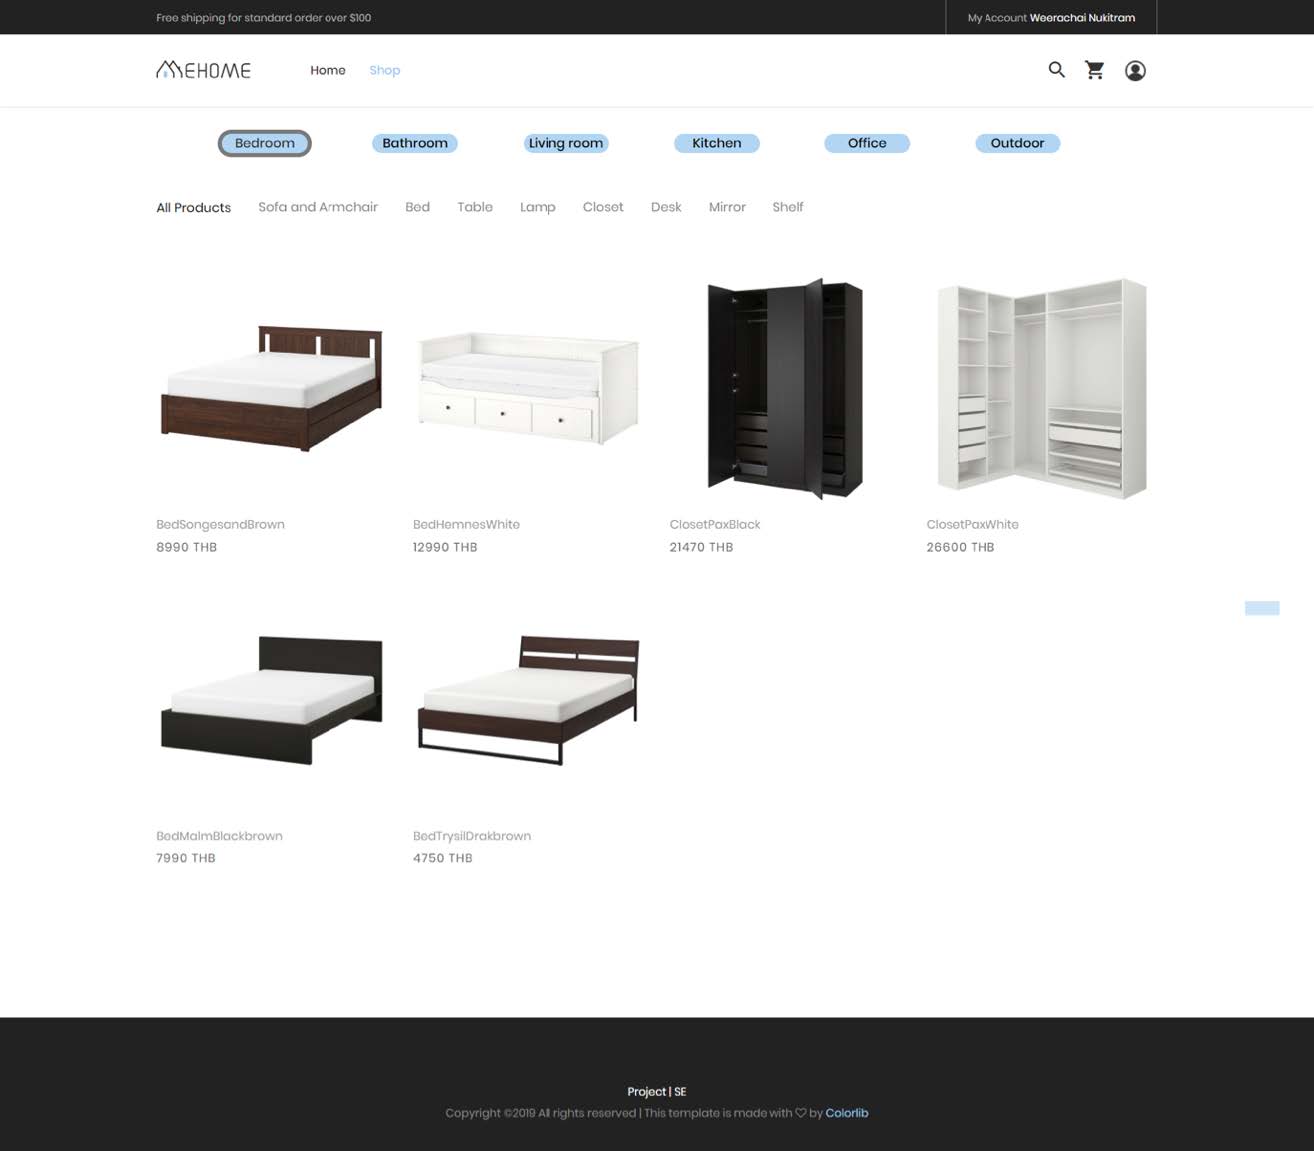 Free shipping for standard order over $100
My Account Weerachai Nukitram
MEHOME
Home
Shop
Bedroom
Bathroom
Living room
Kitchen
Office
Outdoor
All Products
Sofa and Armchair
Bed
Table
Lamp
Closet
Desk
Mirror
Shelf
BedSongesandBrown
8990 THB
BedHemnesWhite
12990 THB
ClosetPaxBlack
21470 THB
ClosetPaxWhite
26600 THB
BedMalmBlackbrown
7990 THB
BedTrysilDrakbrown
4750 THB
Project | SE
Copyright ©2019 All rights reserved | This template is made with ♡ by Colorlib